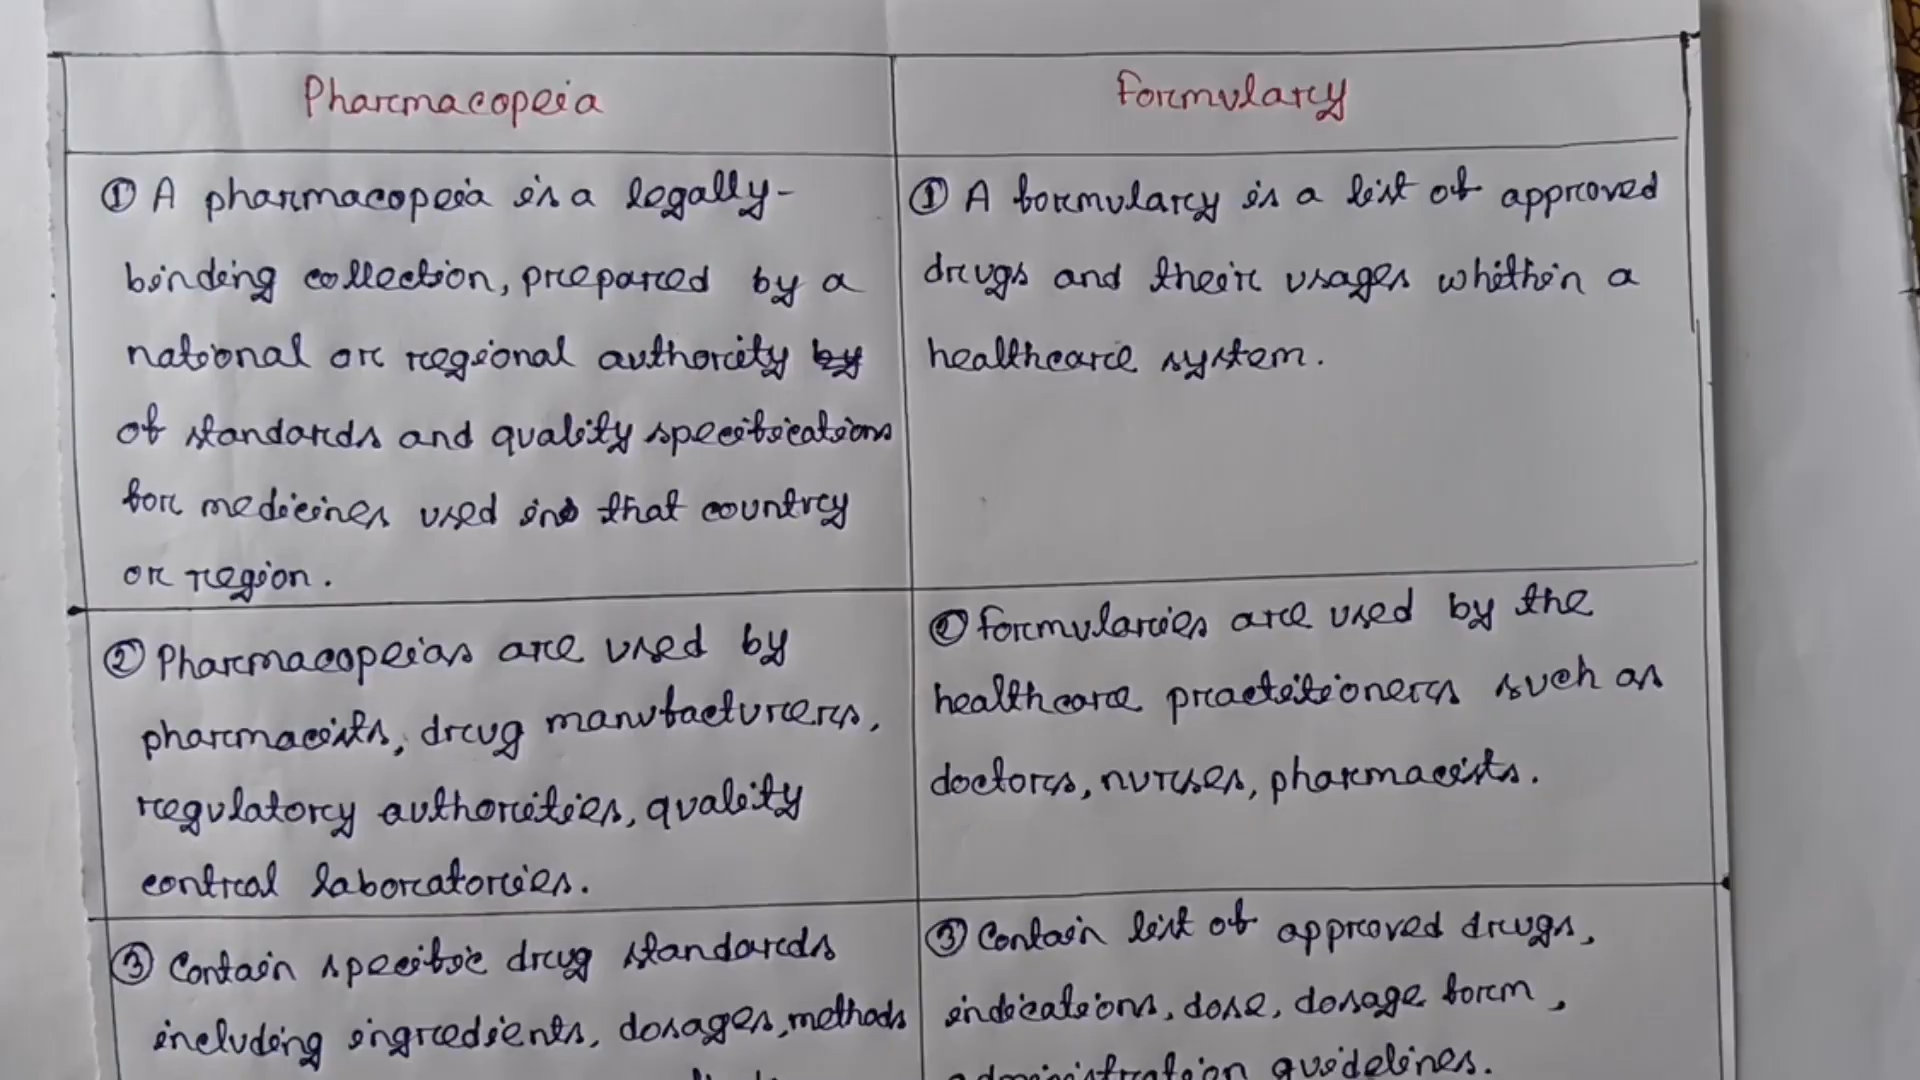 Pharmacopeia
Formulary
① A pharmacopeia is a legally-
binding collection, prepared by a
national or regional authority by
of standards and quality specifications
for medicines used in that country
or region.
① A formulary is a list of approved
drugs and their usages whithin a
healthcare system.
② Pharmacopeias are used by
pharmacists, drug manufacturers,
regulatory authorities, quality
control laboratories.
② Formularies are used by the
healthcare practitioners such as
doctors, nurses, pharmacists.
③ Contain specific drug standards
including ingredients, dosages, methods
③ Contain list of approved drugs,
indications, dose, dosage form,
administration guidelines.